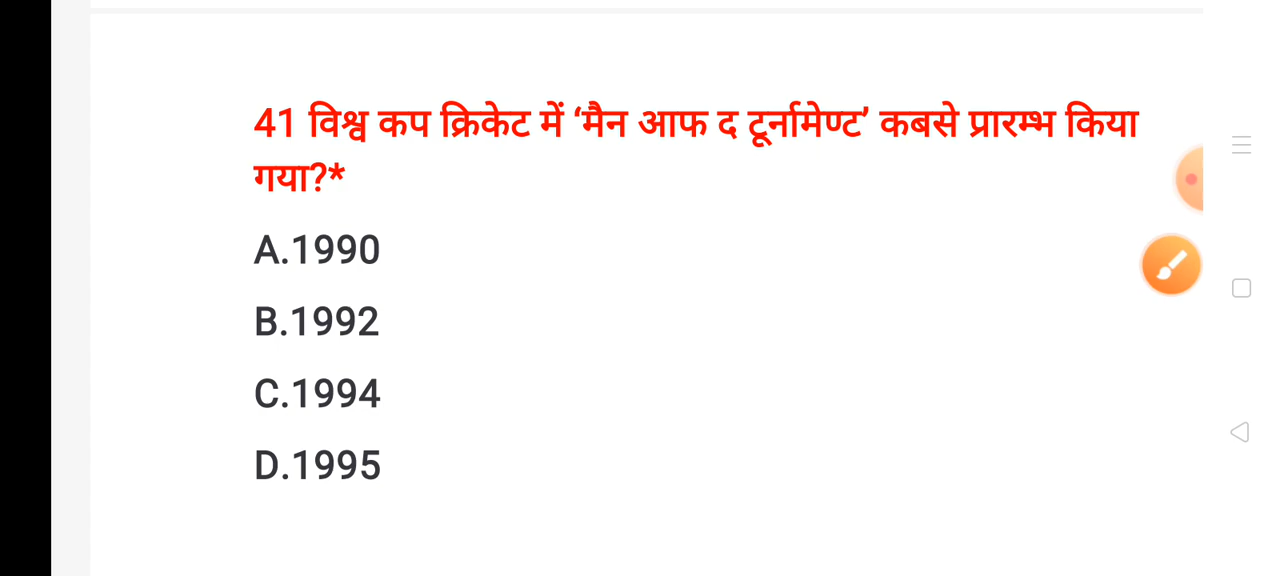 41 विश्व कप क्रिकेट में ‘मैन आफ द टूर्नामेण्ट’ कबसे प्रारम्भ किया
गया?*
A.1990
B.1992
C.1994
D.1995